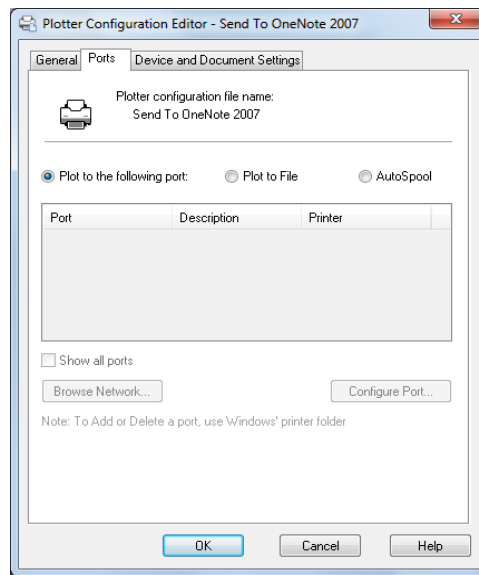 Plotter Configuration Editor - Send To OneNote 2007
General Ports Device and Document Settings
Plotter configuration file name:
Send To OneNote 2007
Plot to the following port: Plot to File AutoSpool
Port Description Printer
Show all ports
Browse Network... Configure Port...
Note: To Add or Delete a port, use Windows' printer folder
OK Cancel Help